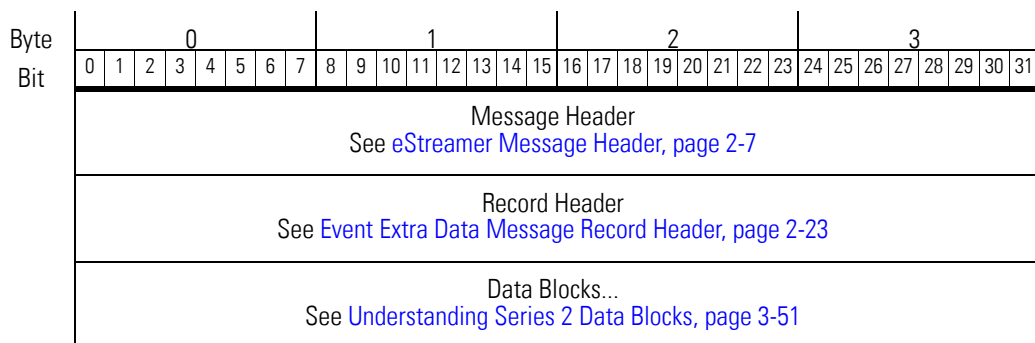 Byte 0 1 2 3
Bit 0 1 2 3 4 5 6 7 8 9 10 11 12 13 14 15 16 17 18 19 20 21 22 23 24 25 26 27 28 29 30 31
Message Header
See eStreamer Message Header, page 2-7
Record Header
See Event Extra Data Message Record Header, page 2-23
Data Blocks...
See Understanding Series 2 Data Blocks, page 3-51